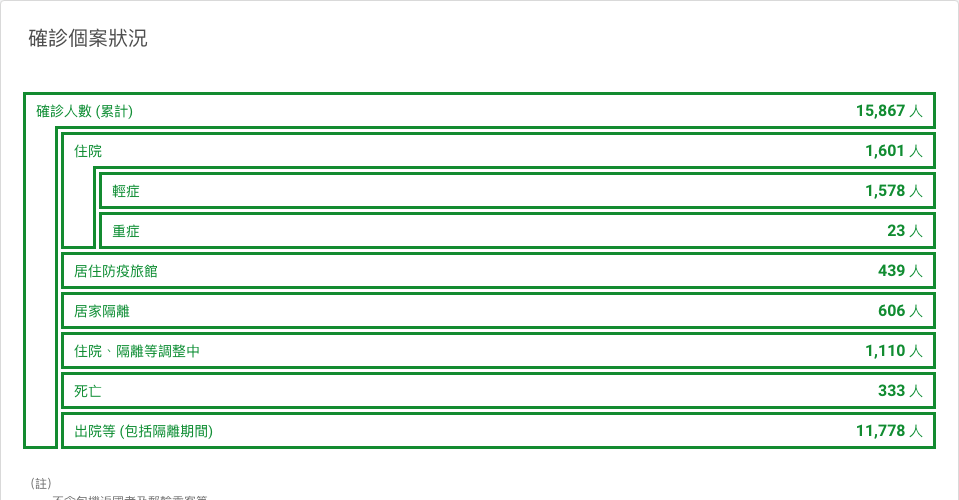 確診個案狀況
確診人數 (累計) 15,867 人
住院 1,601 人
輕症 1,578 人
重症 23 人
居住防疫旅館 439 人
居家隔離 606 人
住院、隔離等調整中 1,110 人
死亡 333 人
出院等 (包括隔離期間) 11,778 人
(註)